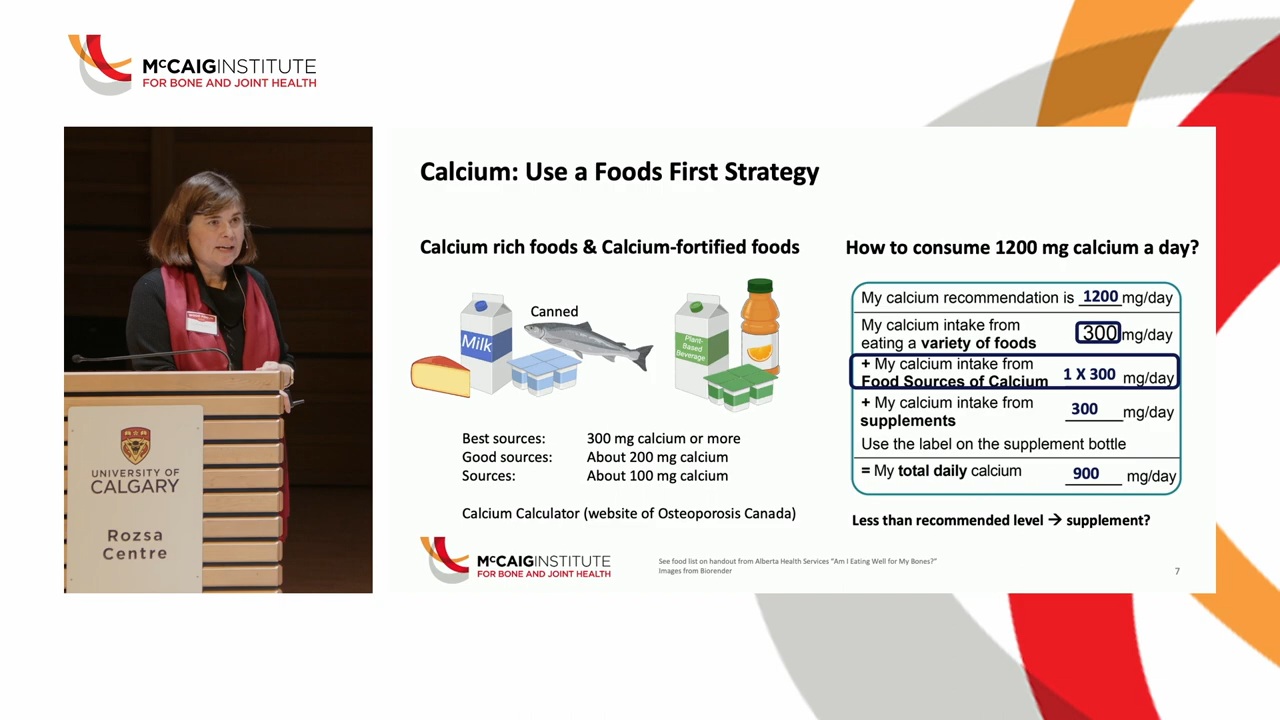 McCAIGINSTITUTE
FOR BONE AND JOINT HEALTH
UNIVERSITY OF
CALGARY
Rozsa
Centre
Calcium: Use a Foods First Strategy
Calcium rich foods & Calcium-fortified foods
Milk
Canned
Plant-
Based
Beverage
Best sources: 300 mg calcium or more
Good sources: About 200 mg calcium
Sources: About 100 mg calcium
Calcium Calculator (website of Osteoporosis Canada)
How to consume 1200 mg calcium a day?
My calcium recommendation is 1200 mg/day
My calcium intake from
eating a variety of foods 300 mg/day
+ My calcium intake from
Food Sources of Calcium 1 X 300 mg/day
+ My calcium intake from
supplements 300 mg/day
Use the label on the supplement bottle
= My total daily calcium 900 mg/day
Less than recommended level → supplement?
McCAIGINSTITUTE
FOR BONE AND JOINT HEALTH
See food list on handout from Alberta Health Services “Am I Eating Well for My Bones?”
Images from Biorender
7